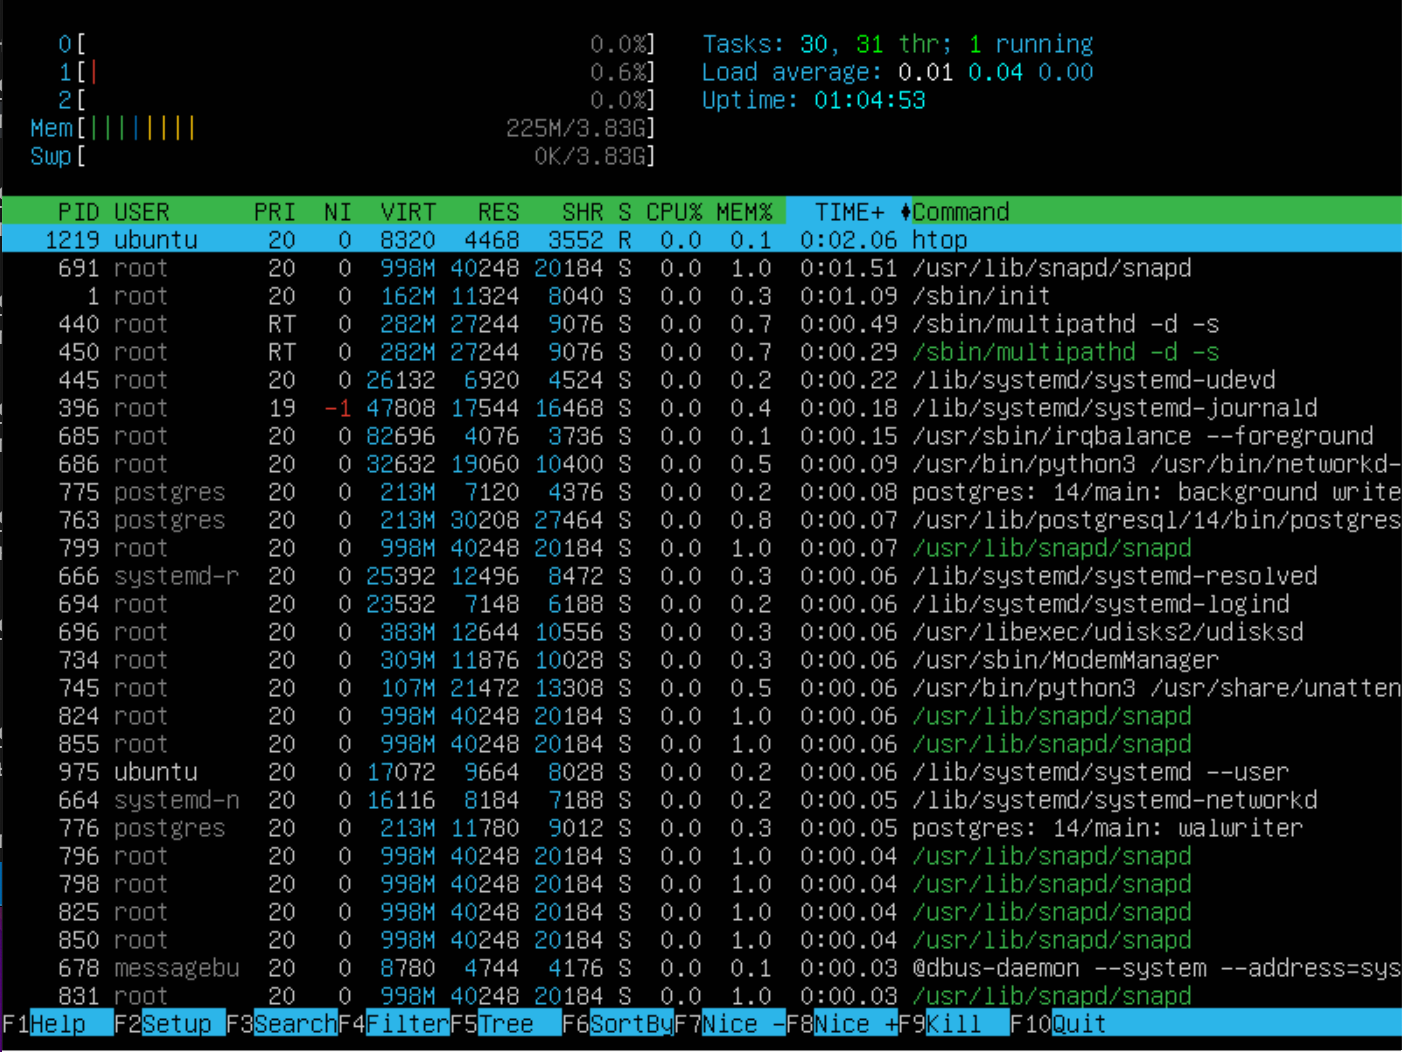 0[ 0.0%] Tasks: 30, 31 thr; 1 running
1[| 0.6%] Load average: 0.01 0.04 0.00
2[ 0.0%] Uptime: 01:04:53
Mem[|||||||| 225M/3.83G]
Swp[ 0K/3.83G]
PID USER PRI NI VIRT RES SHR S CPU% MEM% TIME+ Command
1219 ubuntu 20 0 8320 4468 3552 R 0.0 0.1 0:02.06 htop
691 root 20 0 998M 40248 20184 S 0.0 1.0 0:01.51 /usr/lib/snapd/snapd
1 root 20 0 162M 11324 8040 S 0.0 0.3 0:01.09 /sbin/init
440 root RT 0 282M 27244 9076 S 0.0 0.7 0:00.49 /sbin/multipathd -d -s
450 root RT 0 282M 27244 9076 S 0.0 0.7 0:00.29 /sbin/multipathd -d -s
445 root 20 0 26132 6920 4524 S 0.0 0.2 0:00.22 /lib/systemd/systemd-udevd
396 root 19 -1 47808 17544 16468 S 0.0 0.4 0:00.18 /lib/systemd/systemd-journald
685 root 20 0 82696 4076 3736 S 0.0 0.1 0:00.15 /usr/sbin/irqbalance --foreground
686 root 20 0 32632 19060 10400 S 0.0 0.5 0:00.09 /usr/bin/python3 /usr/bin/networkd-
775 postgres 20 0 213M 7120 4376 S 0.0 0.2 0:00.08 postgres: 14/main: background write
763 postgres 20 0 213M 30208 27464 S 0.0 0.8 0:00.07 /usr/lib/postgresql/14/bin/postgres
799 root 20 0 998M 40248 20184 S 0.0 1.0 0:00.07 /usr/lib/snapd/snapd
666 systemd-r 20 0 25392 12496 8472 S 0.0 0.3 0:00.06 /lib/systemd/systemd-resolved
694 root 20 0 23532 7148 6188 S 0.0 0.2 0:00.06 /lib/systemd/systemd-logind
696 root 20 0 383M 12644 10556 S 0.0 0.3 0:00.06 /usr/libexec/udisks2/udisksd
734 root 20 0 309M 11876 10028 S 0.0 0.3 0:00.06 /usr/sbin/ModemManager
745 root 20 0 107M 21472 13308 S 0.0 0.5 0:00.06 /usr/bin/python3 /usr/share/unatten
824 root 20 0 998M 40248 20184 S 0.0 1.0 0:00.06 /usr/lib/snapd/snapd
855 root 20 0 998M 40248 20184 S 0.0 1.0 0:00.06 /usr/lib/snapd/snapd
975 ubuntu 20 0 17072 9664 8028 S 0.0 0.2 0:00.06 /lib/systemd/systemd --user
664 systemd-n 20 0 16116 8184 7188 S 0.0 0.2 0:00.05 /lib/systemd/systemd-networkd
776 postgres 20 0 213M 11780 9012 S 0.0 0.3 0:00.05 postgres: 14/main: walwriter
796 root 20 0 998M 40248 20184 S 0.0 1.0 0:00.04 /usr/lib/snapd/snapd
798 root 20 0 998M 40248 20184 S 0.0 1.0 0:00.04 /usr/lib/snapd/snapd
825 root 20 0 998M 40248 20184 S 0.0 1.0 0:00.04 /usr/lib/snapd/snapd
850 root 20 0 998M 40248 20184 S 0.0 1.0 0:00.04 /usr/lib/snapd/snapd
678 messagebu 20 0 8780 4744 4176 S 0.0 0.1 0:00.03 @dbus-daemon --system --address=sys
831 root 20 0 998M 40248 20184 S 0.0 1.0 0:00.03 /usr/lib/snapd/snapd
F1Help F2Setup F3SearchF4FilterF5Tree F6SortByF7Nice -F8Nice +F9Kill F10Quit